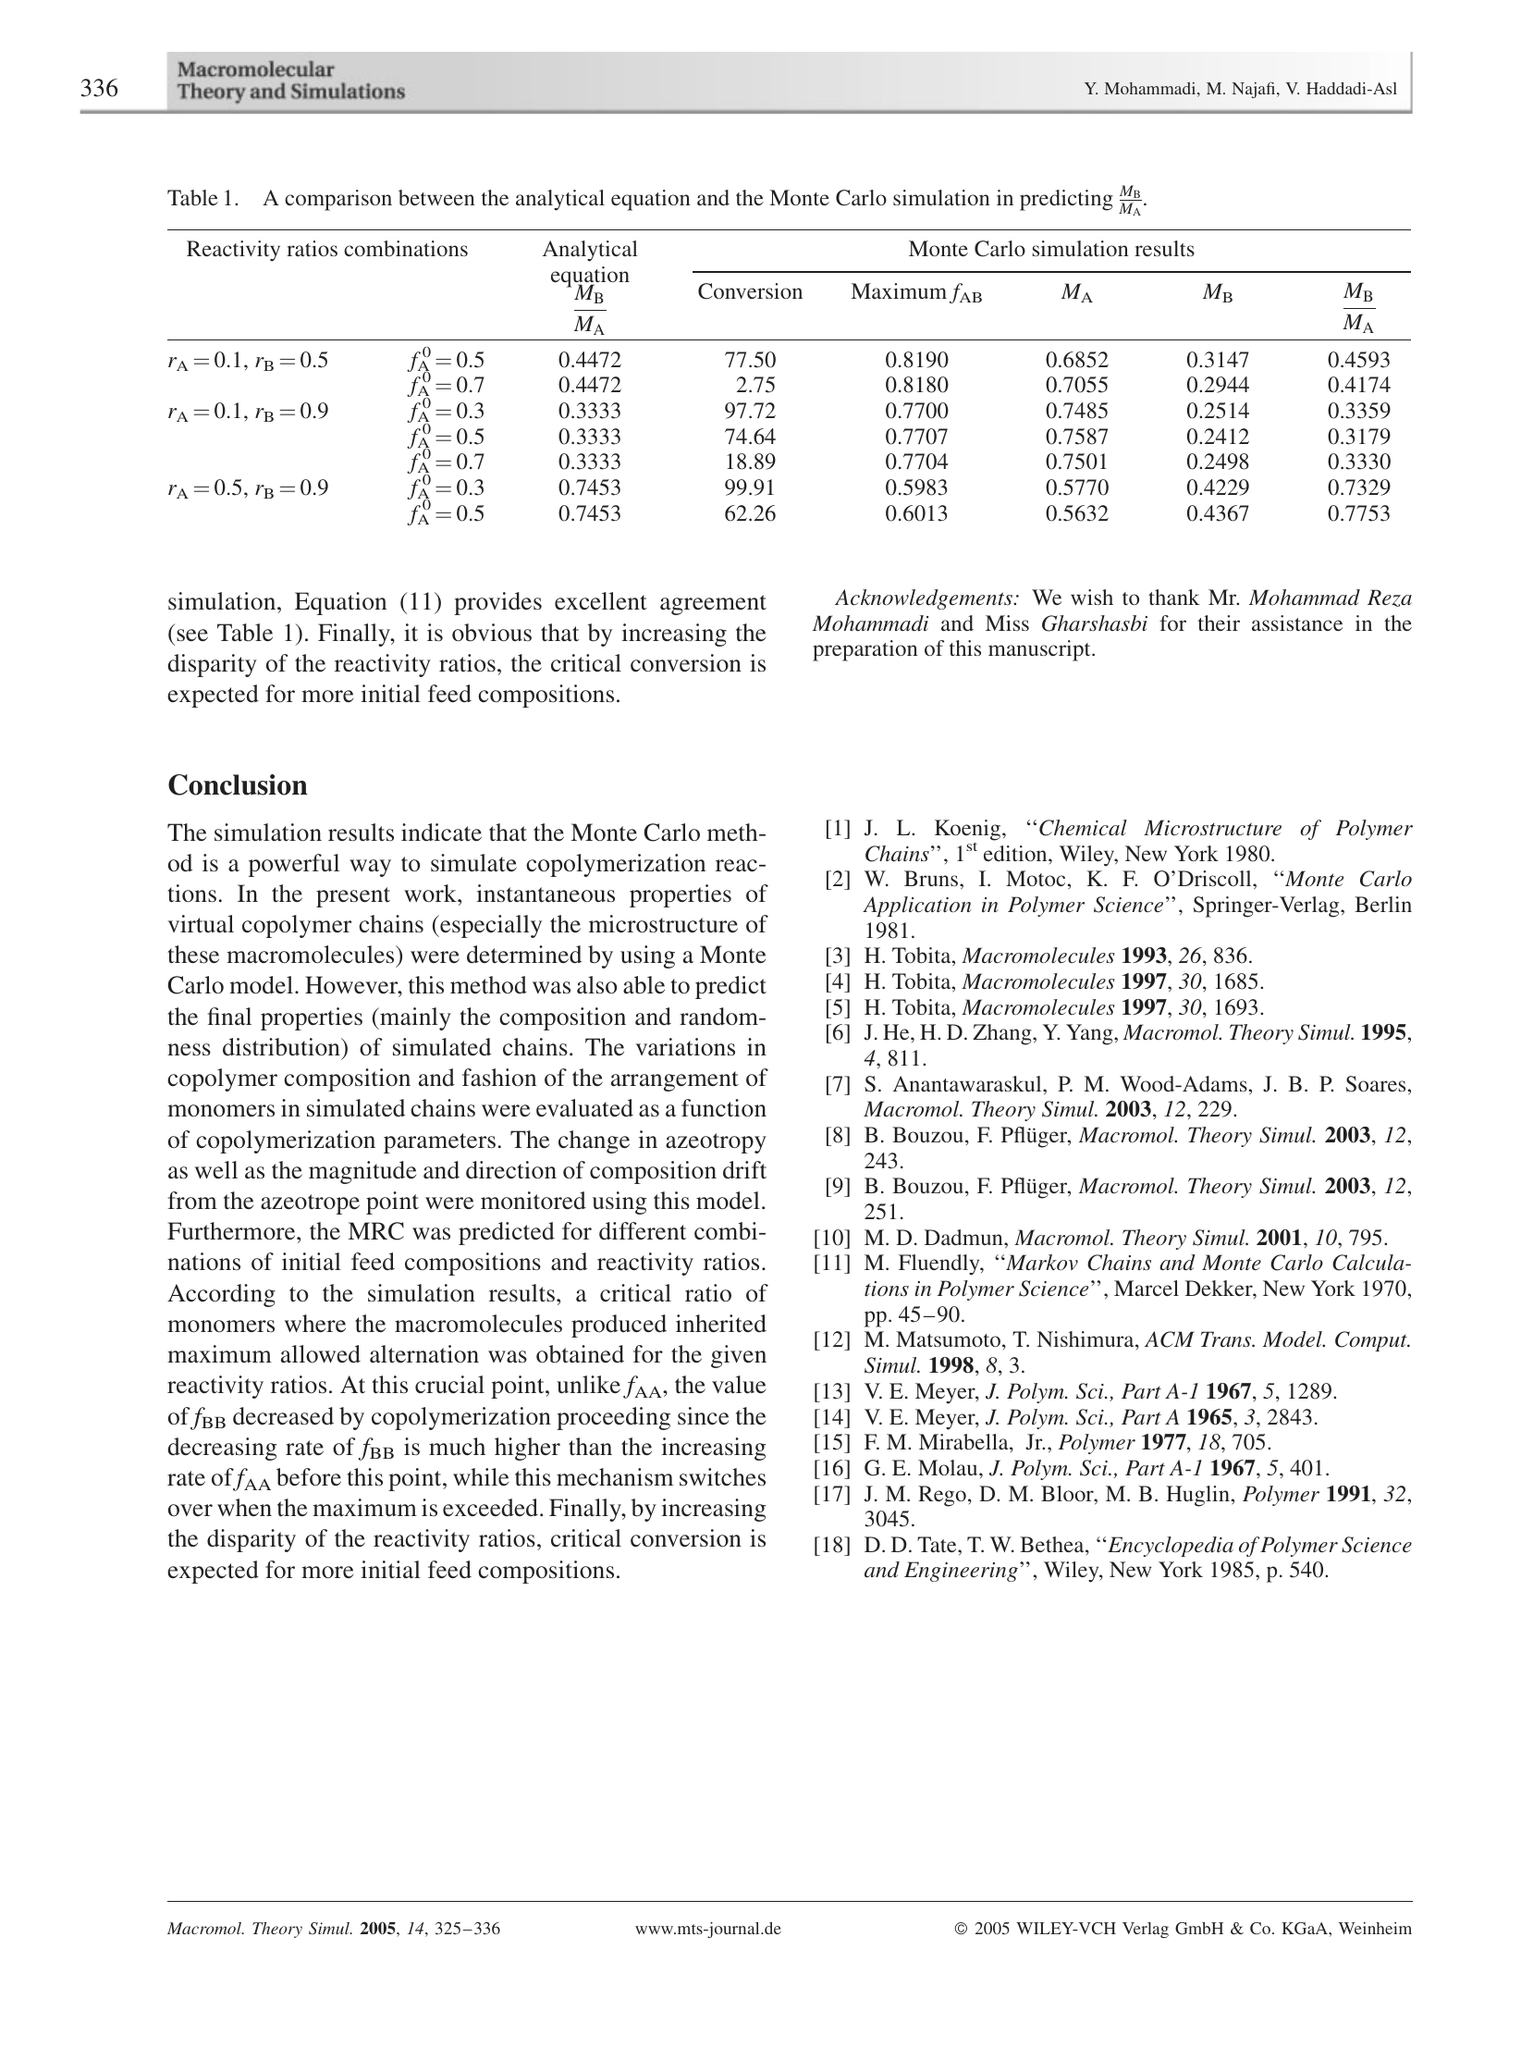 336
Macromolecular
Theory and Simulations
Y. Mohammadi, M. Najafi, V. Haddadi-Asl
Table 1. A comparison between the analytical equation and the Monte Carlo simulation in predicting M_B/M_A.
Reactivity ratios combinations Analytical equation M_B/M_A Monte Carlo simulation results
Conversion Maximum f_AB M_A M_B M_B/M_A
r_A = 0.1, r_B = 0.5 f_A^0 = 0.5 0.4472 77.50 0.8190 0.6852 0.3147 0.4593
f_A^0 = 0.7 0.4472 2.75 0.8180 0.7055 0.2944 0.4174
r_A = 0.1, r_B = 0.9 f_A^0 = 0.3 0.3333 97.72 0.7700 0.7485 0.2514 0.3359
f_A^0 = 0.5 0.3333 74.64 0.7707 0.7587 0.2412 0.3179
f_A^0 = 0.7 0.3333 18.89 0.7704 0.7501 0.2498 0.3330
r_A = 0.5, r_B = 0.9 f_A^0 = 0.3 0.7453 99.91 0.5983 0.5770 0.4229 0.7329
f_A^0 = 0.5 0.7453 62.26 0.6013 0.5632 0.4367 0.7753
simulation, Equation (11) provides excellent agreement
(see Table 1). Finally, it is obvious that by increasing the
disparity of the reactivity ratios, the critical conversion is
expected for more initial feed compositions.
Conclusion
The simulation results indicate that the Monte Carlo meth-
od is a powerful way to simulate copolymerization reac-
tions. In the present work, instantaneous properties of
virtual copolymer chains (especially the microstructure of
these macromolecules) were determined by using a Monte
Carlo model. However, this method was also able to predict
the final properties (mainly the composition and random-
ness distribution) of simulated chains. The variations in
copolymer composition and fashion of the arrangement of
monomers in simulated chains were evaluated as a function
of copolymerization parameters. The change in azeotropy
as well as the magnitude and direction of composition drift
from the azeotrope point were monitored using this model.
Furthermore, the MRC was predicted for different combi-
nations of initial feed compositions and reactivity ratios.
According to the simulation results, a critical ratio of
monomers where the macromolecules produced inherited
maximum allowed alternation was obtained for the given
reactivity ratios. At this crucial point, unlike f_AA, the value
of f_BB decreased by copolymerization proceeding since the
decreasing rate of f_BB is much higher than the increasing
rate of f_AA before this point, while this mechanism switches
over when the maximum is exceeded. Finally, by increasing
the disparity of the reactivity ratios, critical conversion is
expected for more initial feed compositions.
Acknowledgements: We wish to thank Mr. Mohammad Reza
Mohammadi and Miss Gharshasbi for their assistance in the
preparation of this manuscript.
[1] J. L. Koenig, ‘‘Chemical Microstructure of Polymer
Chains’’, 1st edition, Wiley, New York 1980.
[2] W. Bruns, I. Motoc, K. F. O’Driscoll, ‘‘Monte Carlo
Application in Polymer Science’’, Springer-Verlag, Berlin
1981.
[3] H. Tobita, Macromolecules 1993, 26, 836.
[4] H. Tobita, Macromolecules 1997, 30, 1685.
[5] H. Tobita, Macromolecules 1997, 30, 1693.
[6] J. He, H. D. Zhang, Y. Yang, Macromol. Theory Simul. 1995,
4, 811.
[7] S. Anantawaraskul, P. M. Wood-Adams, J. B. P. Soares,
Macromol. Theory Simul. 2003, 12, 229.
[8] B. Bouzou, F. Pflüger, Macromol. Theory Simul. 2003, 12,
243.
[9] B. Bouzou, F. Pflüger, Macromol. Theory Simul. 2003, 12,
251.
[10] M. D. Dadmun, Macromol. Theory Simul. 2001, 10, 795.
[11] M. Fluendly, ‘‘Markov Chains and Monte Carlo Calcula-
tions in Polymer Science’’, Marcel Dekker, New York 1970,
pp. 45–90.
[12] M. Matsumoto, T. Nishimura, ACM Trans. Model. Comput.
Simul. 1998, 8, 3.
[13] V. E. Meyer, J. Polym. Sci., Part A-1 1967, 5, 1289.
[14] V. E. Meyer, J. Polym. Sci., Part A 1965, 3, 2843.
[15] F. M. Mirabella, Jr., Polymer 1977, 18, 705.
[16] G. E. Molau, J. Polym. Sci., Part A-1 1967, 5, 401.
[17] J. M. Rego, D. M. Bloor, M. B. Huglin, Polymer 1991, 32,
3045.
[18] D. D. Tate, T. W. Bethea, ‘‘Encyclopedia of Polymer Science
and Engineering’’, Wiley, New York 1985, p. 540.
Macromol. Theory Simul. 2005, 14, 325–336
www.mts-journal.de
© 2005 WILEY-VCH Verlag GmbH & Co. KGaA, Weinheim